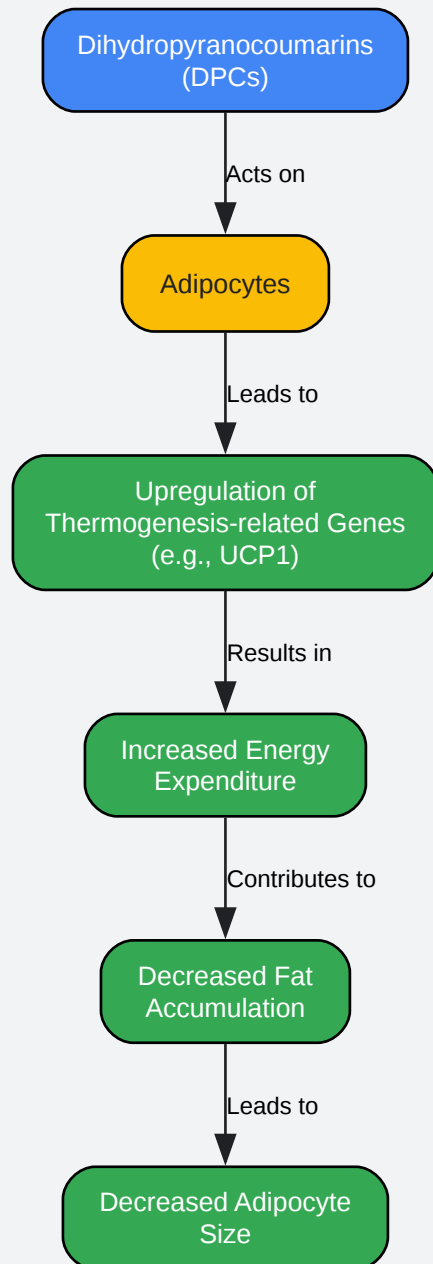 Dihydropyranocoumarins
(DPCs)
Acts on
Adipocytes
Leads to
Upregulation of
Thermogenesis-related Genes
(e.g., UCP1)
Results in
Increased Energy
Expenditure
Contributes to
Decreased Fat
Accumulation
Leads to
Decreased Adipocyte
Size